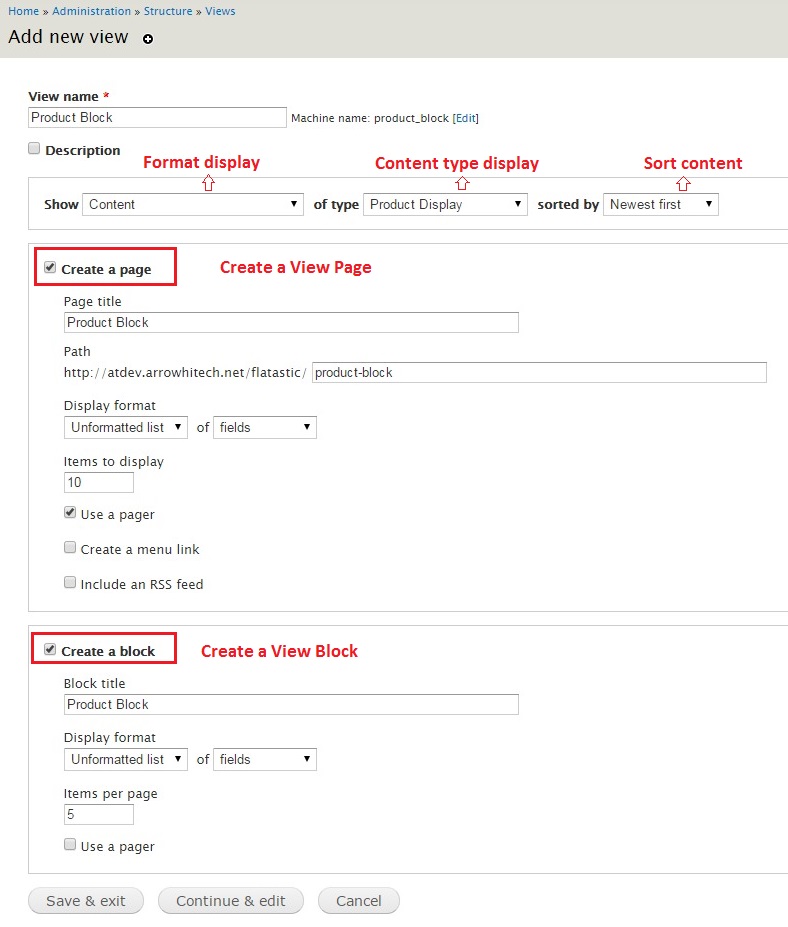 Home » Administration » Structure » Views
Add new view
View name *
Product Block Machine name: product_block [Edit]
Description
Format display Content type display Sort content
Show Content of type Product Display sorted by Newest first
Create a page Create a View Page
Page title
Product Block
Path
http://atdev.arrowhitech.net/flatastic/ product-block
Display format
Unformatted list of fields
Items to display
10
Use a pager
Create a menu link
Include an RSS feed
Create a block Create a View Block
Block title
Product Block
Display format
Unformatted list of fields
Items per page
5
Use a pager
Save & exit Continue & edit Cancel